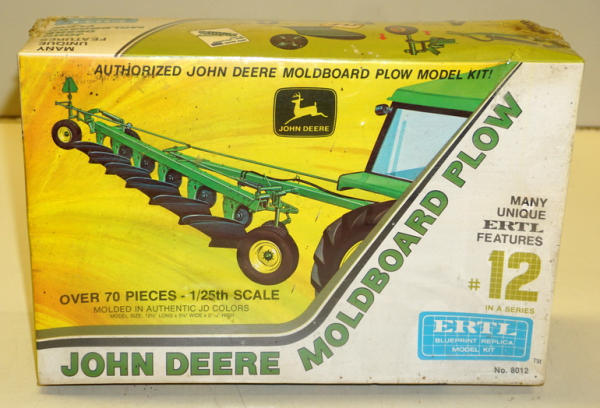 MANY
UNIQUE
FEATURES
AUTHORIZED JOHN DEERE MOLDBOARD PLOW MODEL KIT!
JOHN DEERE
MANY
UNIQUE
ERTL
FEATURES
#12
IN A SERIES
OVER 70 PIECES - 1/25th SCALE
MOLDED IN AUTHENTIC JD COLORS
ERTL
BLUEPRINT REPLICA
MODEL KIT
TM
No. 8012
JOHN DEERE MOLDBOARD PLOW